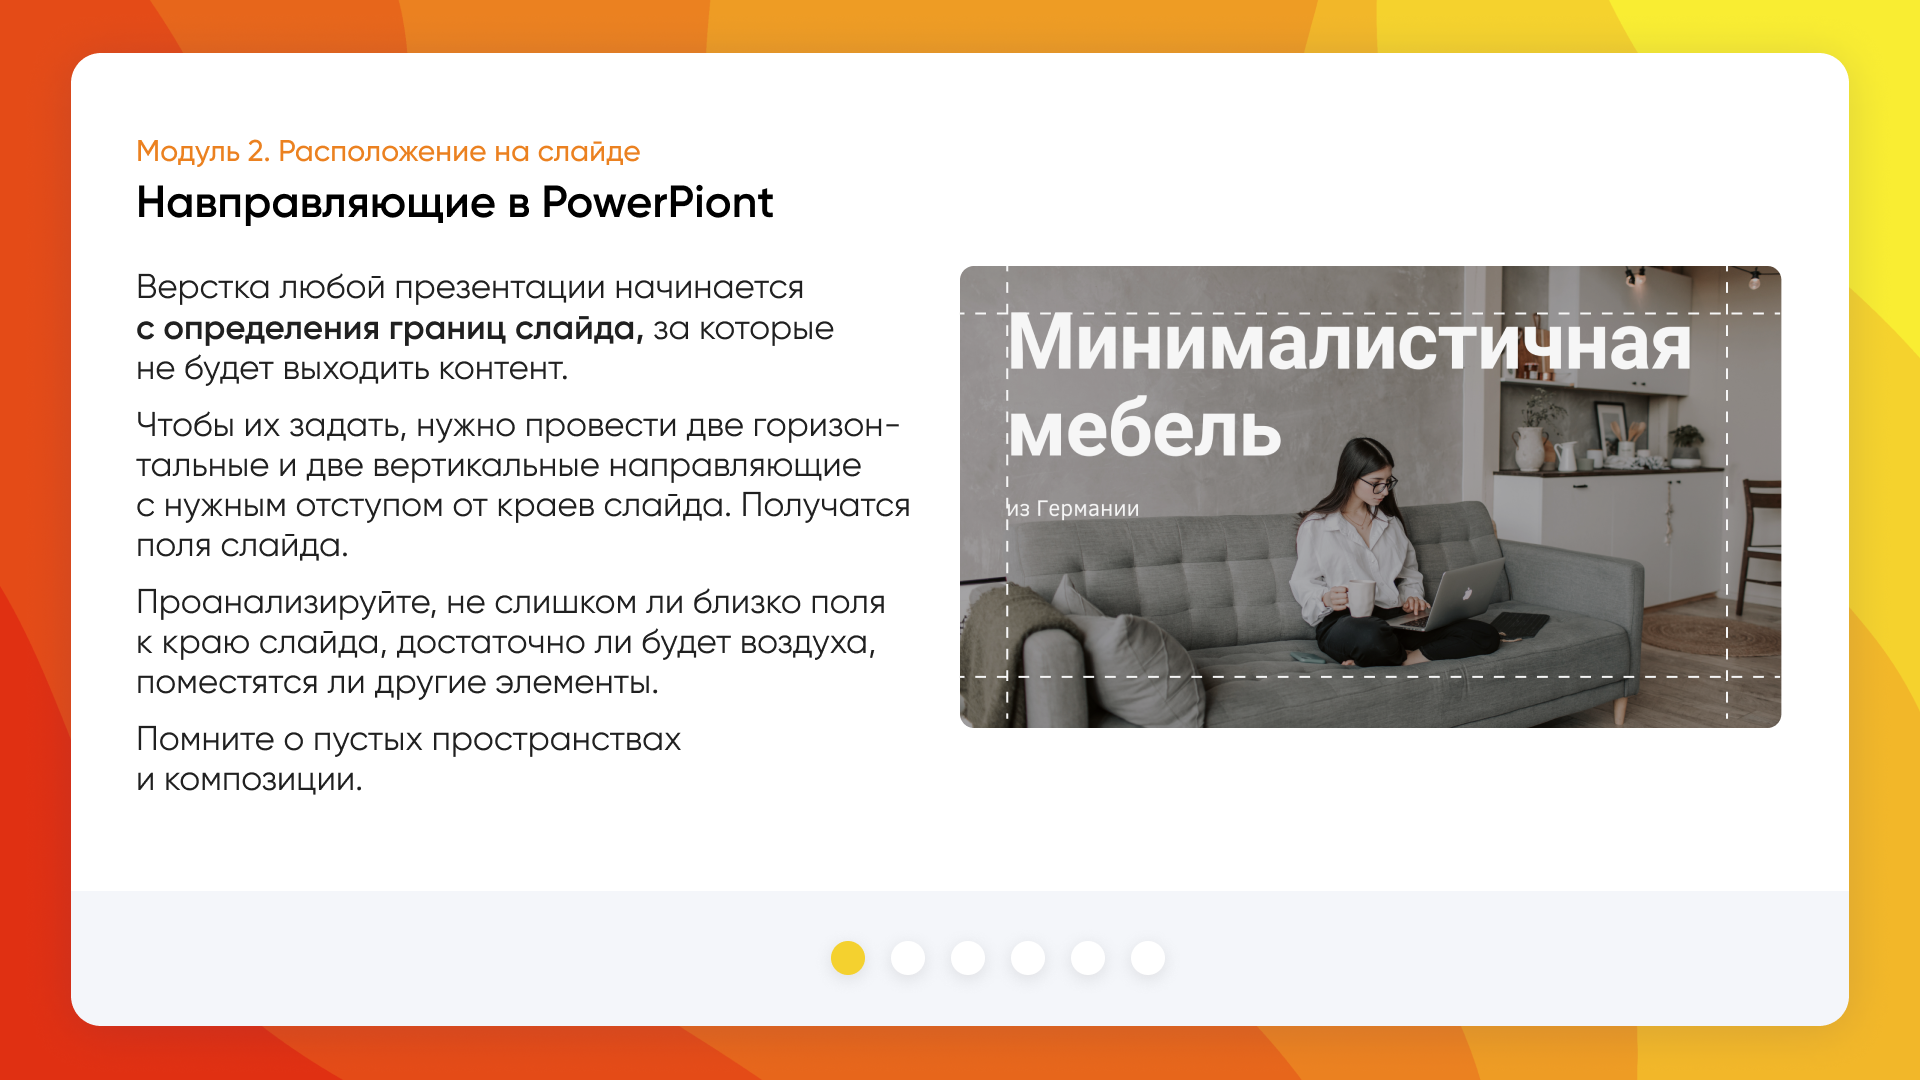 Модуль 2. Расположение на слайде
Навправляющие в PowerPiont
Верстка любой презентации начинается
с определения границ слайда, за которые
не будет выходить контент.
Чтобы их задать, нужно провести две горизон-
тальные и две вертикальные направляющие
с нужным отступом от краев слайда. Получатся
поля слайда.
Проанализируйте, не слишком ли близко поля
к краю слайда, достаточно ли будет воздуха,
поместятся ли другие элементы.
Помните о пустых пространствах
и композиции.
Минималистичная
мебель
из Германии